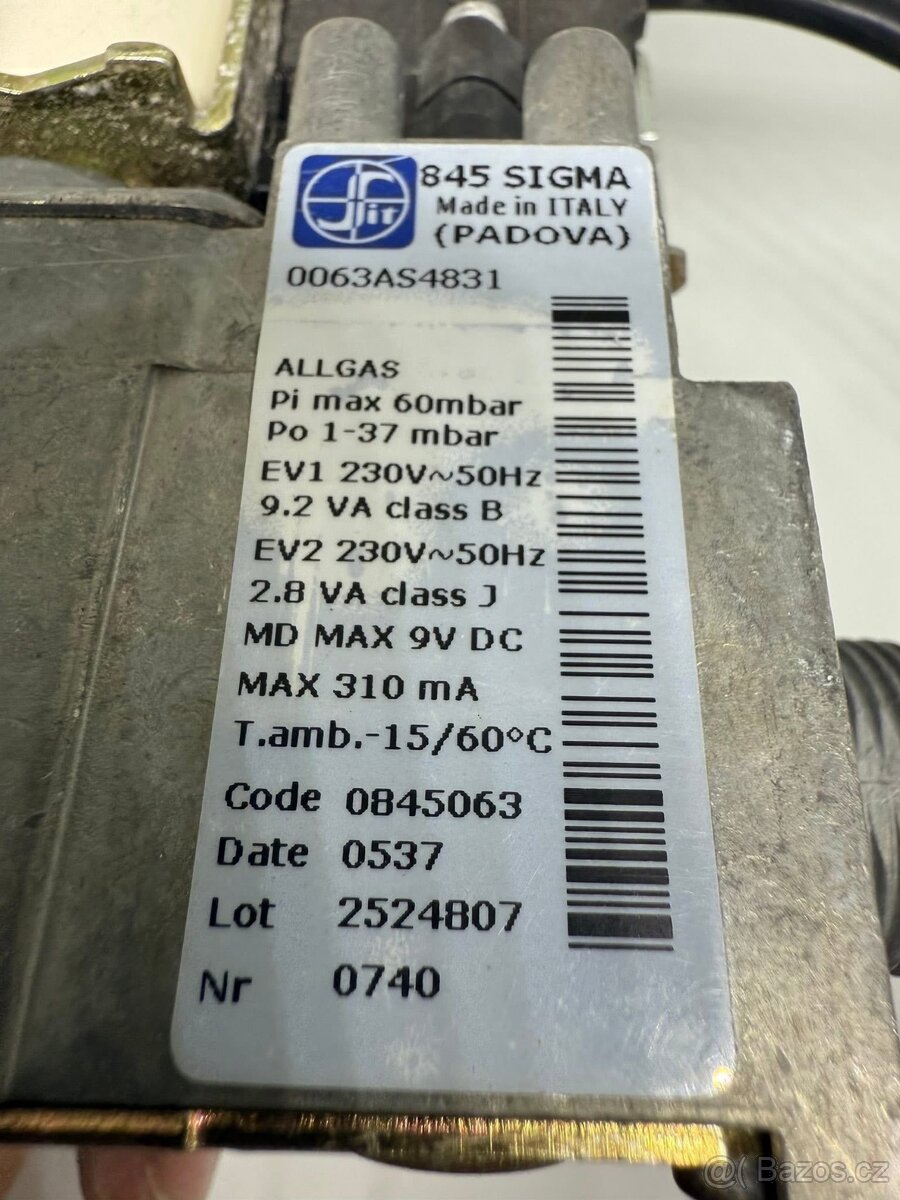 Sit
845 SIGMA
Made in ITALY
(PADOVA)
0063AS4831
ALLGAS
Pi max 60mbar
Po 1-37 mbar
EV1 230V~50Hz
9.2 VA class B
EV2 230V~50Hz
2.8 VA class J
MD MAX 9V DC
MAX 310 mA
T.amb.-15/60°C
Code 0845063
Date 0537
Lot 2524807
Nr 0740
@( Bazos.cz